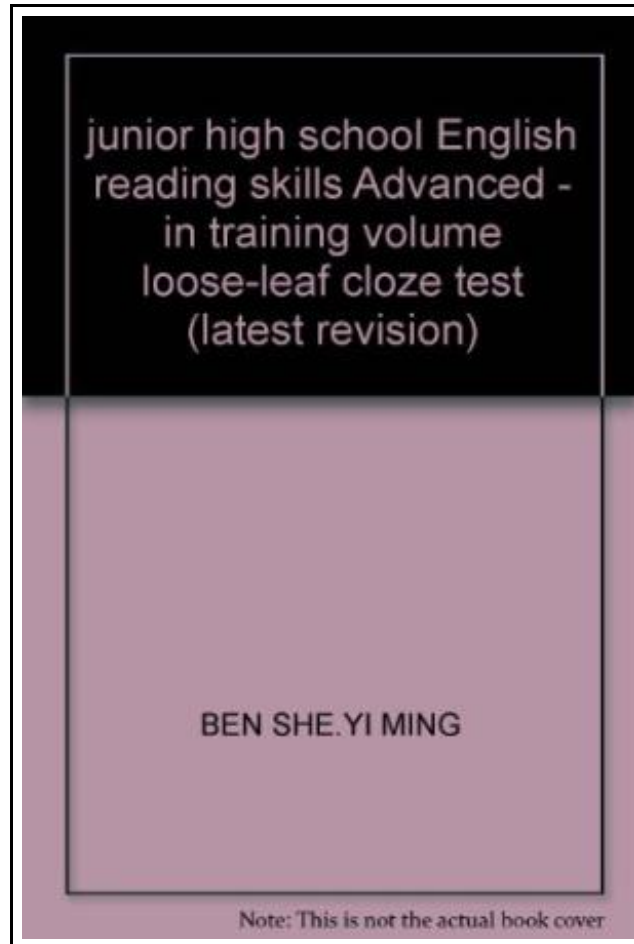 junior high school English
reading skills Advanced -
in training volume
loose-leaf cloze test
(latest revision)
BEN SHE.YI MING
Note: This is not the actual book cover